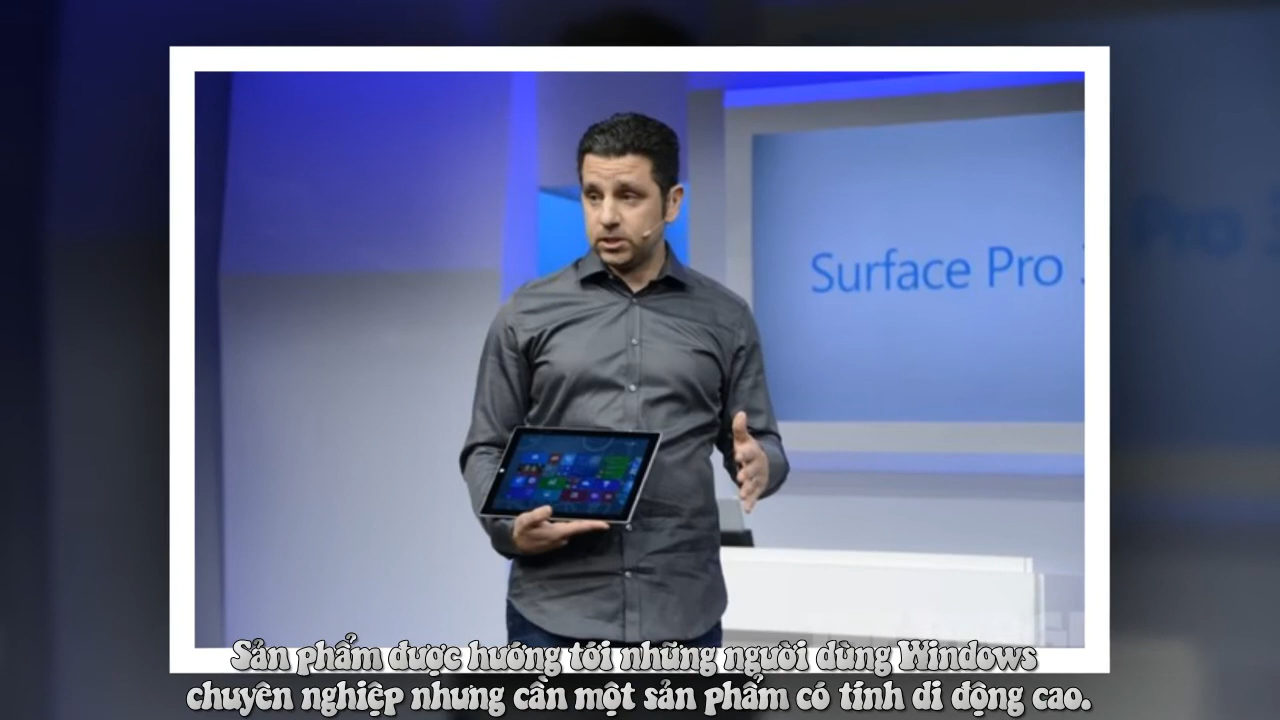 Surface Pro
Sản phẩm được hướng tới những người dùng Windows
chuyên nghiệp nhưng cần một sản phẩm có tính di động cao.